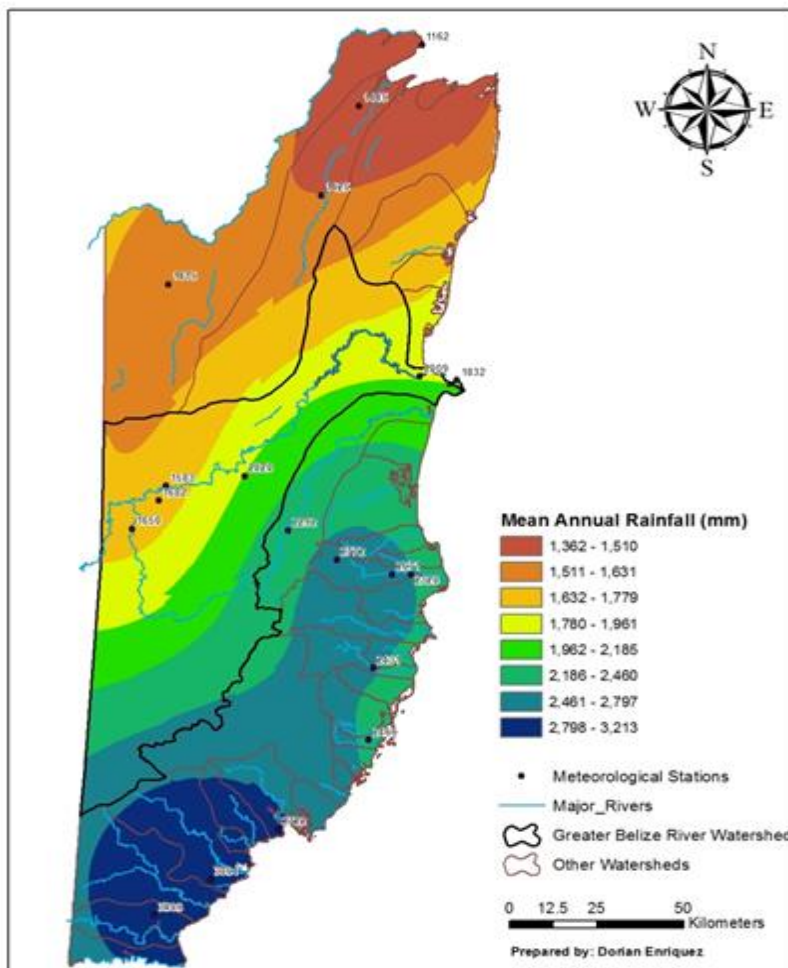 1162
N
W E
S
1,362 - 1,510
Mean Annual Rainfall (mm)
1,511 - 1,631
1,632 - 1,779
1,780 - 1,961
1,962 - 2,185
2,186 - 2,460
2,461 - 2,797
2,798 - 3,213
1832
1583
1650
2431
Meteorological Stations
Major_Rivers
Greater Belize River Watershed
Other Watersheds
0 12.5 25 50
Kilometers
Prepared by: Dorian Enriquez